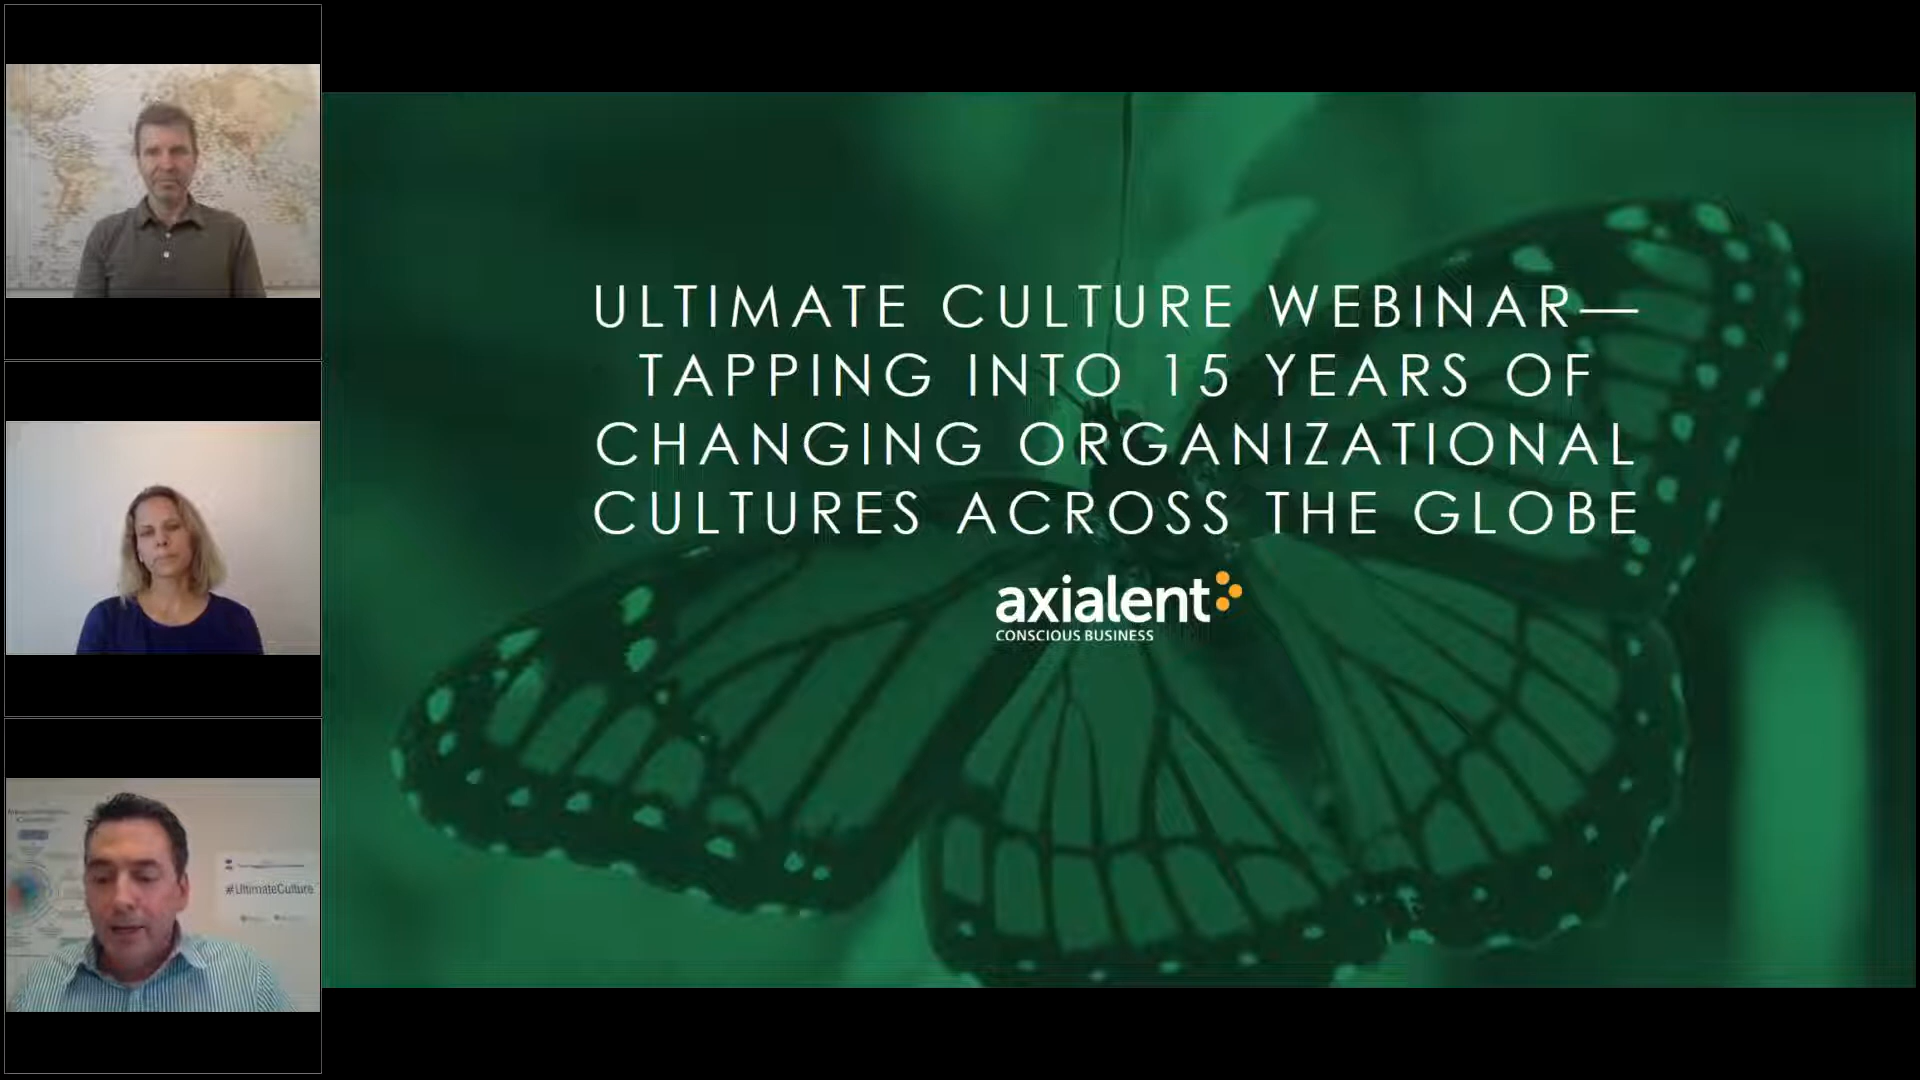 ULTIMATE CULTURE WEBINAR—
TAPPING INTO 15 YEARS OF
CHANGING ORGANIZATIONAL
CULTURES ACROSS THE GLOBE
axialent
CONSCIOUS BUSINESS
#UltimateCulture